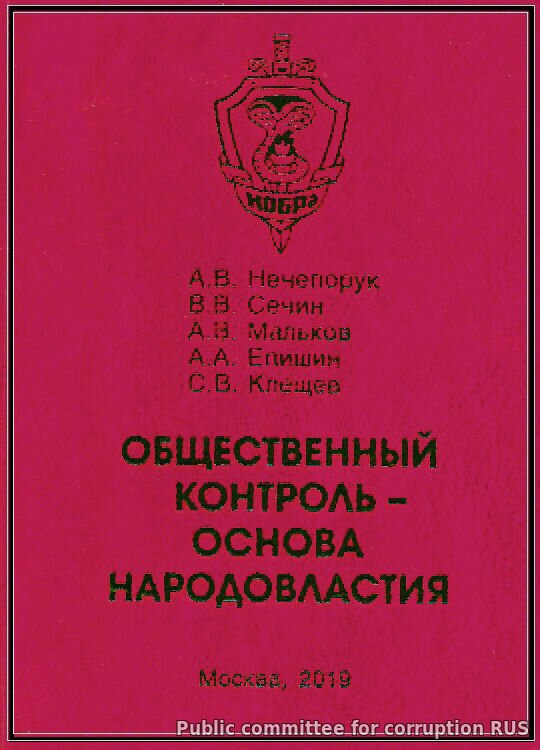 КОБРа
А.В. Нечепорук
В.В. Сечин
А.В. Мальков
А.А. Епишин
С.В. Клещев
ОБЩЕСТВЕННЫЙ
КОНТРОЛЬ –
ОСНОВА
НАРОДОВЛАСТИЯ
Москва, 2019
Public committee for corruption RUS